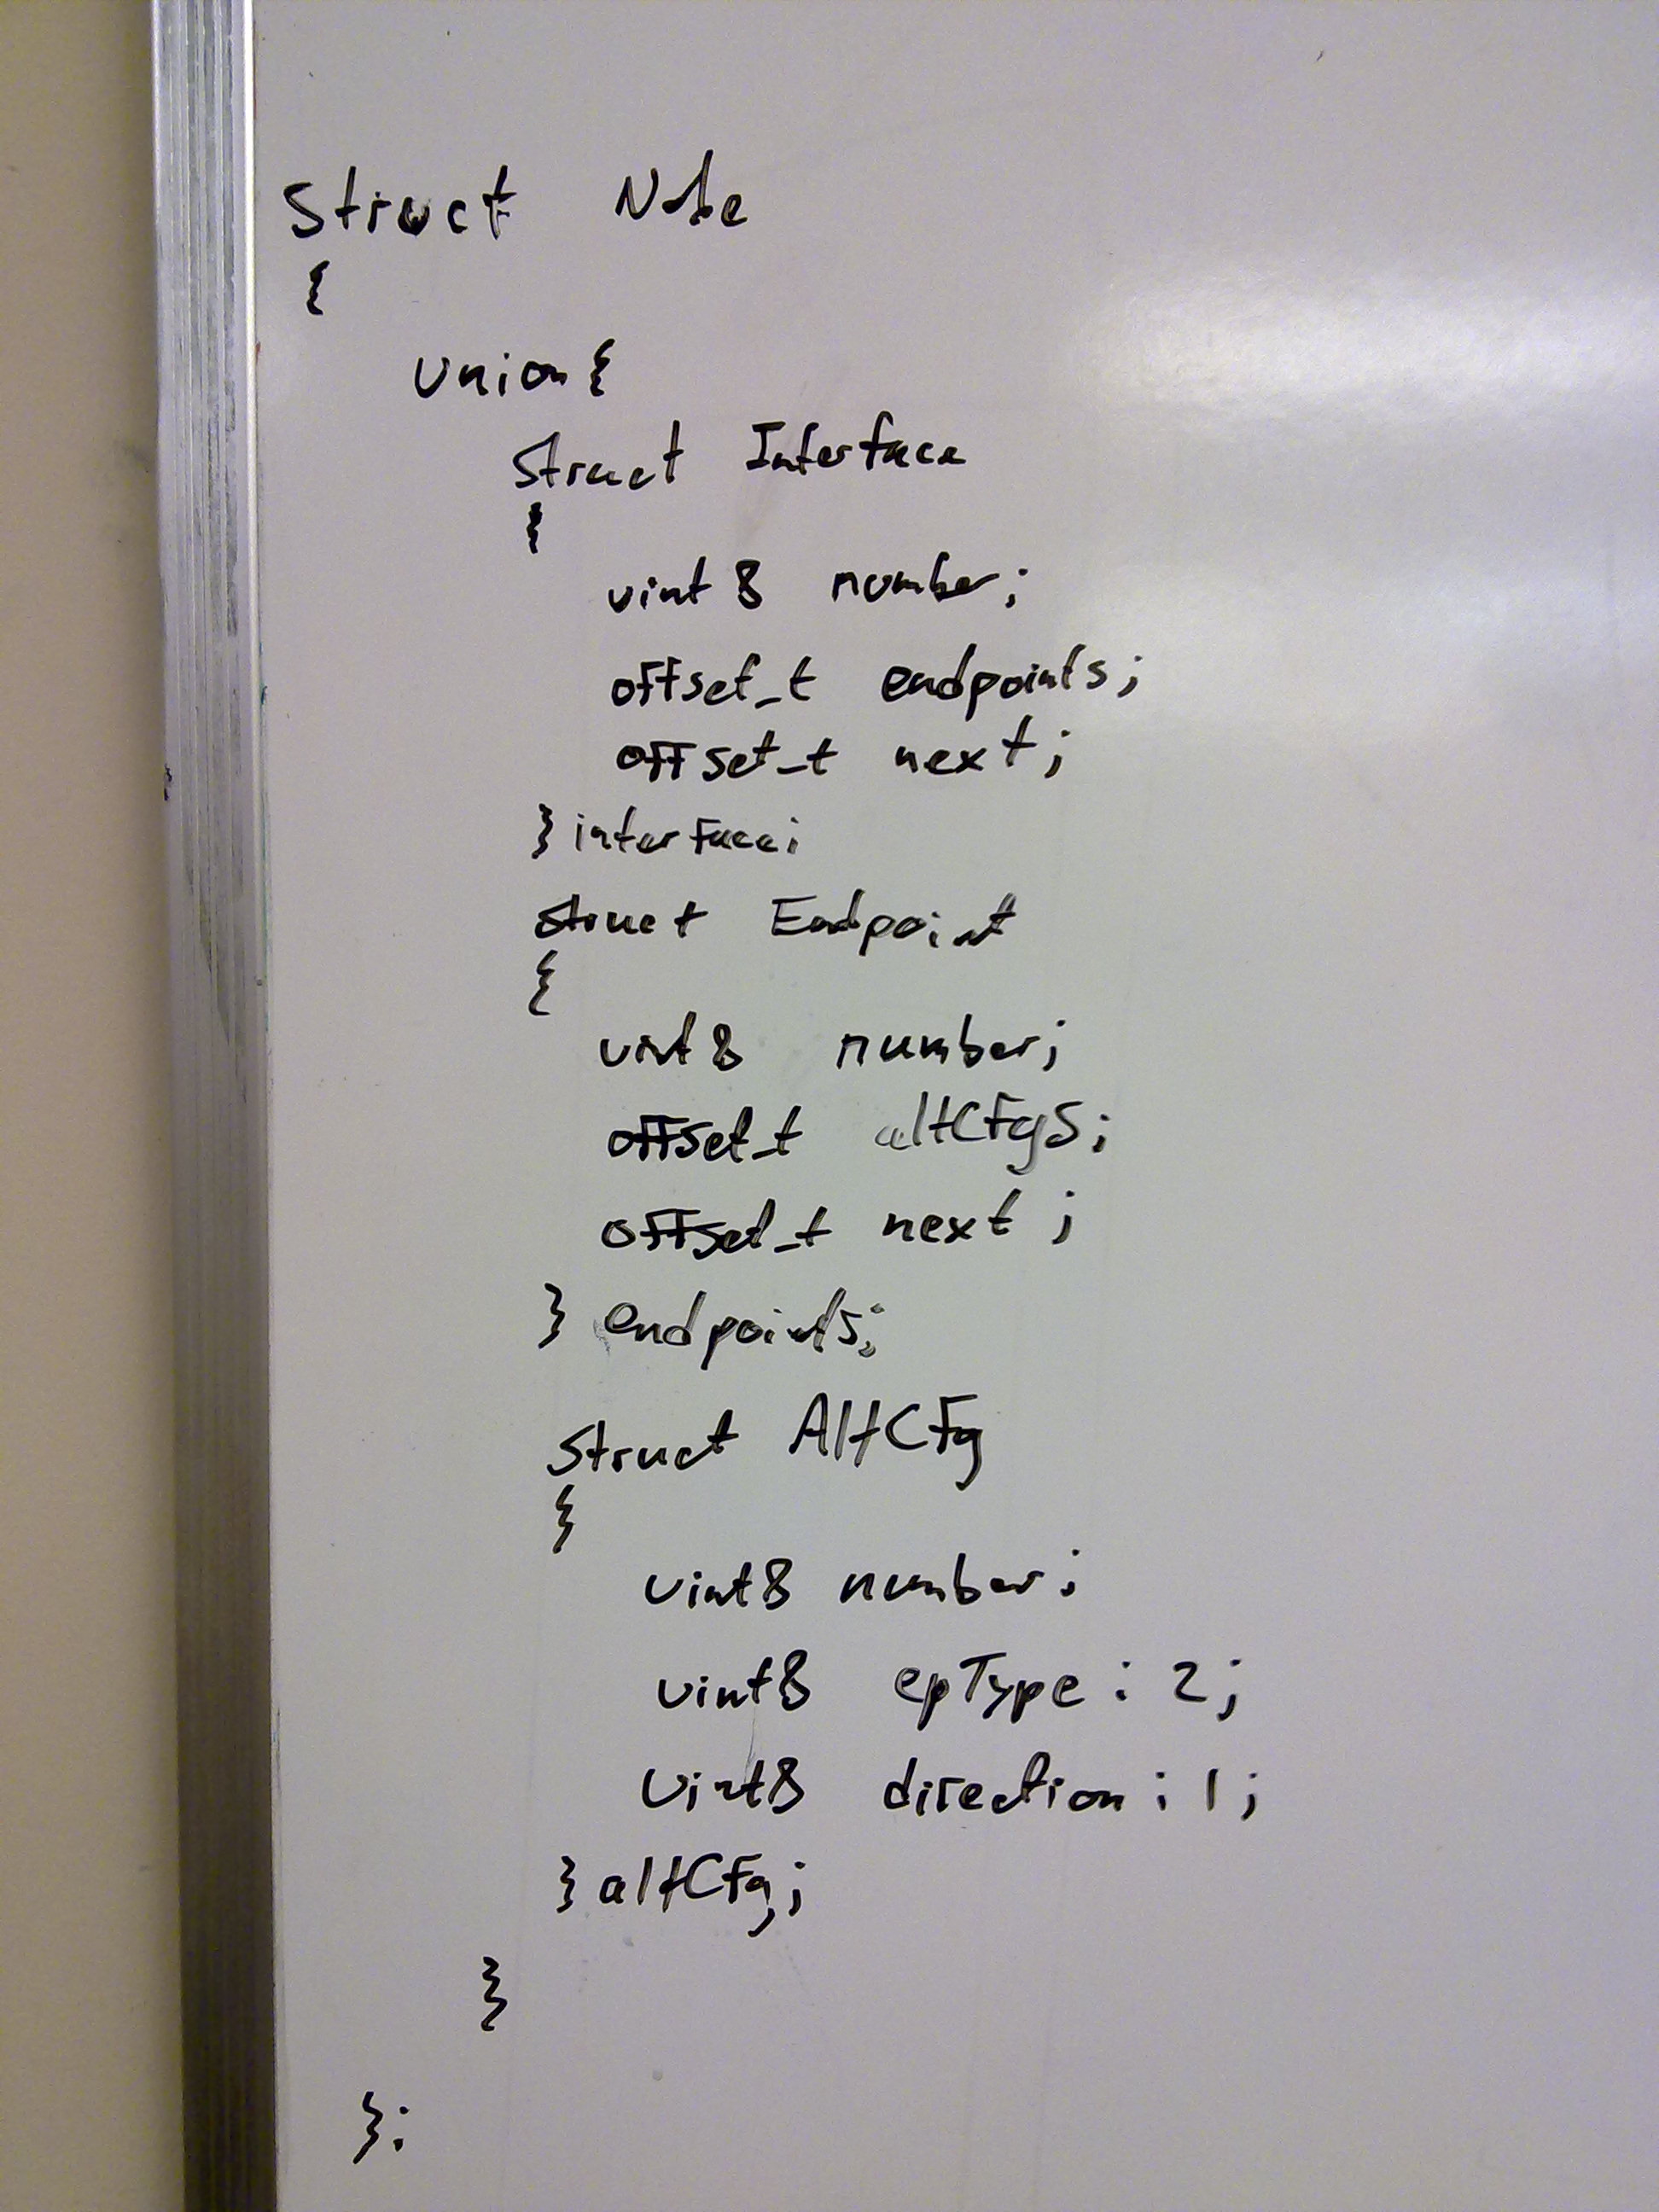 Struct Node
{
union {
Struct Interface
{
uint8 number;
offset_t endpoints;
offset_t next;
} interface;
Struct Endpoint
{
uint8 number;
offset_t altCfgs;
offset_t next;
} endpoints;
Struct AltCfg
{
uint8 number;
uint8 epType : 2;
uint8 direction : 1;
} altCfg;
}
};